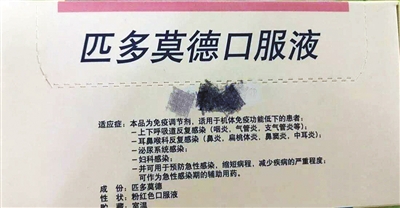 匹多莫德口服液
适应症：本品为免疫调节剂，适用于机体免疫功能低下的患者：
—上下呼吸道反复感染（咽炎、气管炎、支气管炎等）；
—耳鼻喉科反复感染（鼻炎、扁桃体炎、鼻窦炎、中耳炎）；
—泌尿系统感染；
—妇科感染；
—并可用于预防急性感染，缩短病程，减少疾病的严重程度；
可作为急性感染期的辅助用药。
成　份：匹多莫德
性　状：粉红色口服液
贮　藏：室温